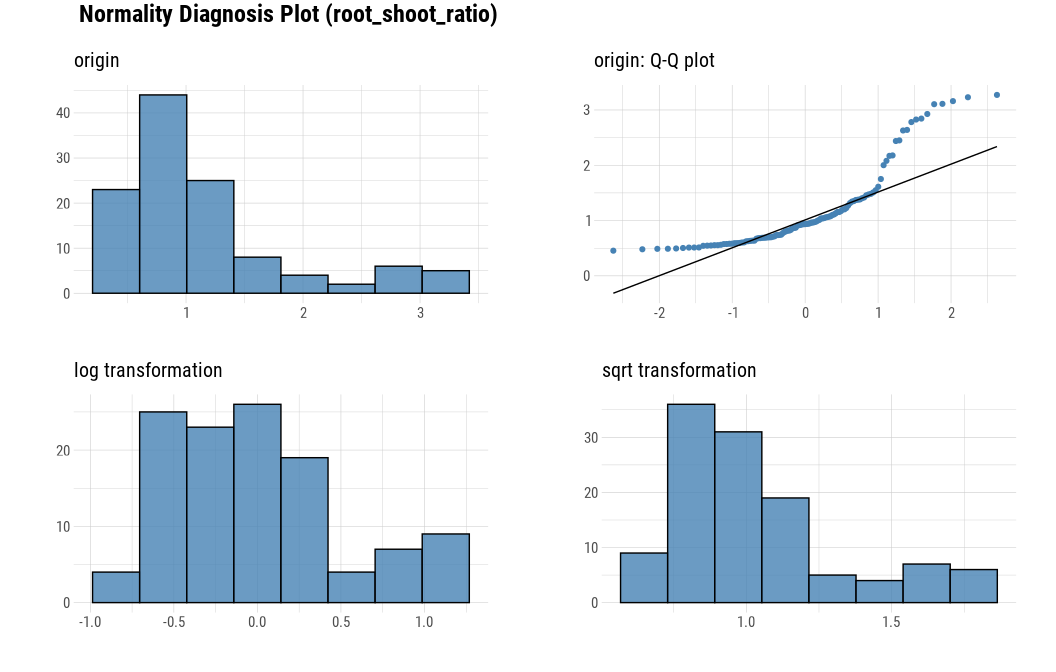 Normality Diagnosis Plot (root_shoot_ratio)
origin
40
30
20
10
0
1 2 3
origin: Q-Q plot
3
2
1
0
-2 -1 0 1 2
log transformation
20
10
0
-1.0 -0.5 0.0 0.5 1.0
sqrt transformation
30
20
10
0
1.0 1.5